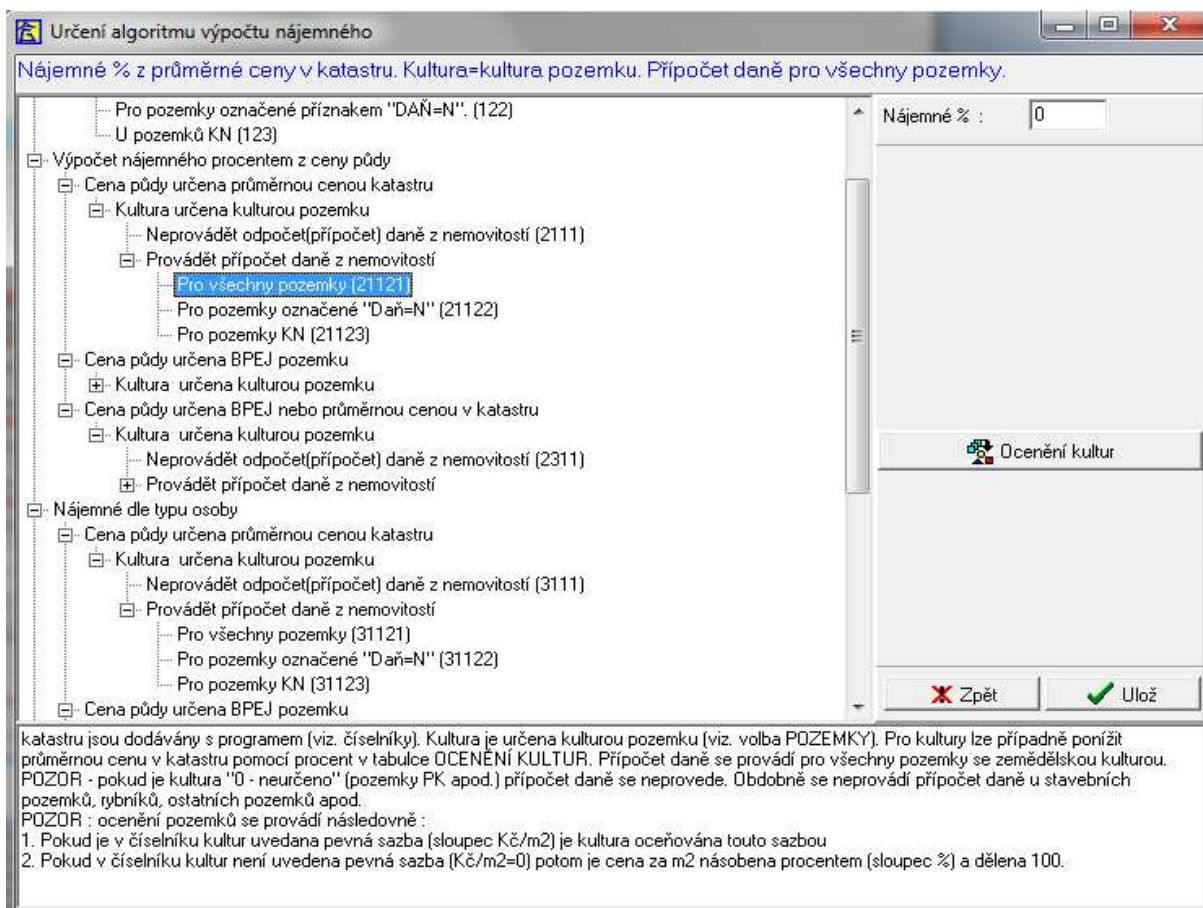 Určení algoritmu výpočtu nájemného
Nájemné % z průměrné ceny v katastru. Kultura=kultura pozemku. Přípočet daně pro všechny pozemky.
Pro pozemky označené příznakem "DAŇ=N". (122)
U pozemků KN (123)
Výpočet nájemného procentem z ceny půdy
Cena půdy určena průměrnou cenou katastru
Kultura určena kulturou pozemku
Neprovádět odpočet(přípočet) daně z nemovitostí (2111)
Provádět přípočet daně z nemovitostí
Pro všechny pozemky (21121)
Pro pozemky označené "Daň=N" (21122)
Pro pozemky KN (21123)
Cena půdy určena BPEJ pozemku
Kultura určena kulturou pozemku
Cena půdy určena BPEJ nebo průměrnou cenou v katastru
Kultura určena kulturou pozemku
Neprovádět odpočet(přípočet) daně z nemovitostí (2311)
Provádět přípočet daně z nemovitostí
Nájemné dle typu osoby
Cena půdy určena průměrnou cenou katastru
Kultura určena kulturou pozemku
Neprovádět odpočet(přípočet) daně z nemovitostí (3111)
Provádět přípočet daně z nemovitostí
Pro všechny pozemky (31121)
Pro pozemky označené "Daň=N" (31122)
Pro pozemky KN (31123)
Cena půdy určena BPEJ pozemku
Nájemné % : 0
Ocenění kultur
Zpět Ulož
katastru jsou dodávány s programem (viz. číselníky). Kultura je určena kulturou pozemku (viz. volba POZEMKY). Pro kultury lze případně ponížit
průměrnou cenu v katastru pomocí procent v tabulce OCENĚNÍ KULTUR. Přípočet daně se provádí pro všechny pozemky se zemědělskou kulturou.
POZOR - pokud je kultura "0 - neurčeno" (pozemky PK apod.) přípočet daně se neprovede. Obdobně se neprovádí přípočet daně u stavebních
pozemků, rybníků, ostatních pozemků apod.
POZOR : ocenění pozemků se provádí následovně :
1. Pokud je v číselníku kultur uvedana pevná sazba (sloupec Kč/m2) je kultura oceňována touto sazbou
2. Pokud v číselníku kultur není uvedena pevná sazba (Kč/m2=0) potom je cena za m2 násobena procentem (sloupec %) a dělena 100.